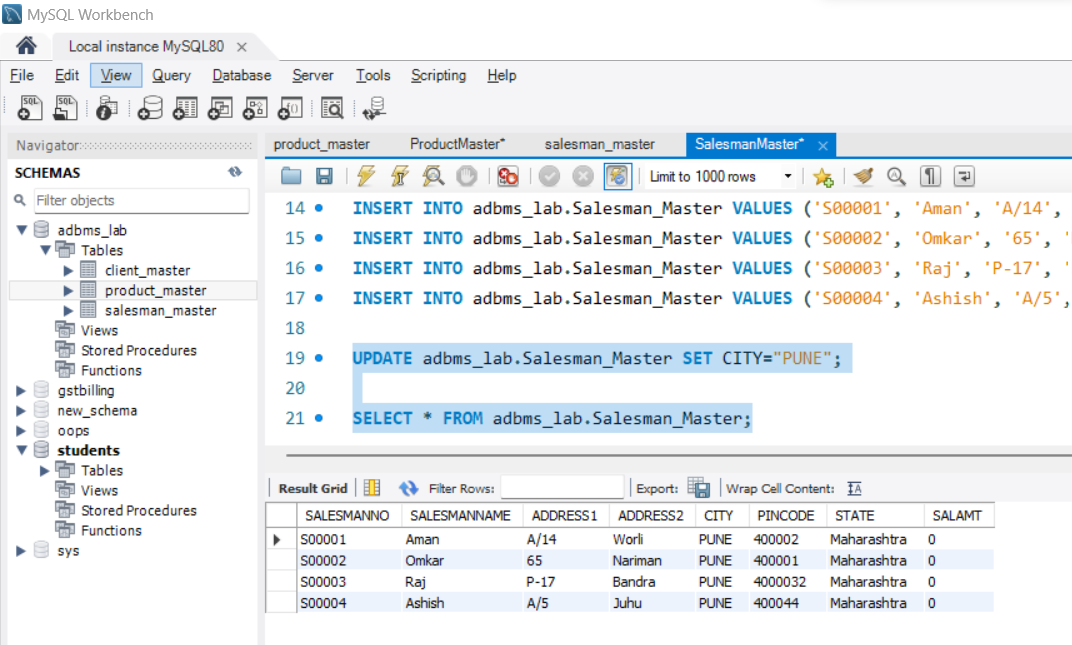 MySQL Workbench
Local instance MySQL80
File Edit View Query Database Server Tools Scripting Help
Navigator
SCHEMAS
Filter objects
adbms_lab
Tables
client_master
product_master
salesman_master
Views
Stored Procedures
Functions
gstbilling
new_schema
oops
students
Tables
Views
Stored Procedures
Functions
sys
product_master ProductMaster* salesman_master SalesmanMaster*
Limit to 1000 rows
14 INSERT INTO adbms_lab.Salesman_Master VALUES ('S00001', 'Aman', 'A/14',
15 INSERT INTO adbms_lab.Salesman_Master VALUES ('S00002', 'Omkar', '65', '
16 INSERT INTO adbms_lab.Salesman_Master VALUES ('S00003', 'Raj', 'P-17', '
17 INSERT INTO adbms_lab.Salesman_Master VALUES ('S00004', 'Ashish', 'A/5',
18
19 UPDATE adbms_lab.Salesman_Master SET CITY="PUNE";
20
21 SELECT * FROM adbms_lab.Salesman_Master;
Result Grid Filter Rows: Export: Wrap Cell Content:
SALESMANNO SALESMANNAME ADDRESS1 ADDRESS2 CITY PINCODE STATE SALAMT
S00001 Aman A/14 Worli PUNE 400002 Maharashtra 0
S00002 Omkar 65 Nariman PUNE 400001 Maharashtra 0
S00003 Raj P-17 Bandra PUNE 4000032 Maharashtra 0
S00004 Ashish A/5 Juhu PUNE 400044 Maharashtra 0